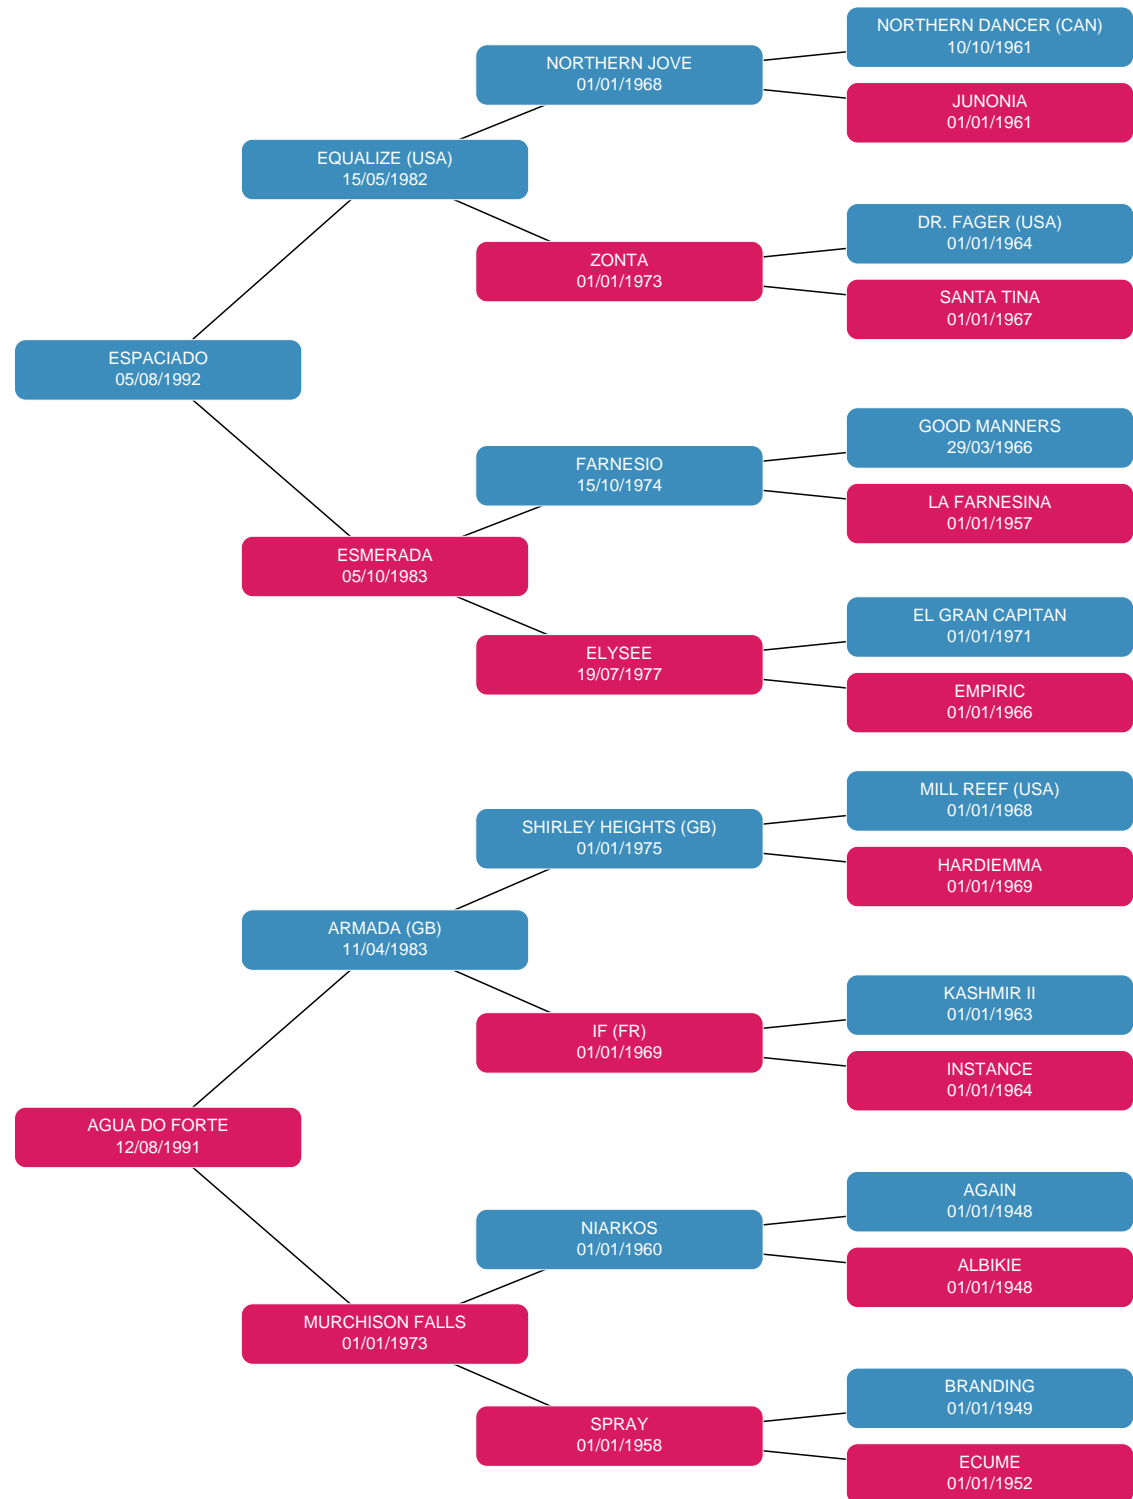 NORTHERN DANCER (CAN)
10/10/1961
NORTHERN JOVE
01/01/1968
JUNONIA
01/01/1961
EQUALIZE (USA)
15/05/1982
DR. FAGER (USA)
01/01/1964
ZONTA
01/01/1973
SANTA TINA
01/01/1967
ESPACIADO
05/08/1992
GOOD MANNERS
29/03/1966
FARNESIO
15/10/1974
LA FARNESINA
01/01/1957
ESMERADA
05/10/1983
EL GRAN CAPITAN
01/01/1971
ELYSEE
19/07/1977
EMPIRIC
01/01/1966
MILL REEF (USA)
01/01/1968
SHIRLEY HEIGHTS (GB)
01/01/1975
HARDIEMMA
01/01/1969
ARMADA (GB)
11/04/1983
KASHMIR II
01/01/1963
IF (FR)
01/01/1969
INSTANCE
01/01/1964
AGUA DO FORTE
12/08/1991
AGAIN
01/01/1948
NIARKOS
01/01/1960
ALBIKIE
01/01/1948
MURCHISON FALLS
01/01/1973
BRANDING
01/01/1949
SPRAY
01/01/1958
ECUME
01/01/1952